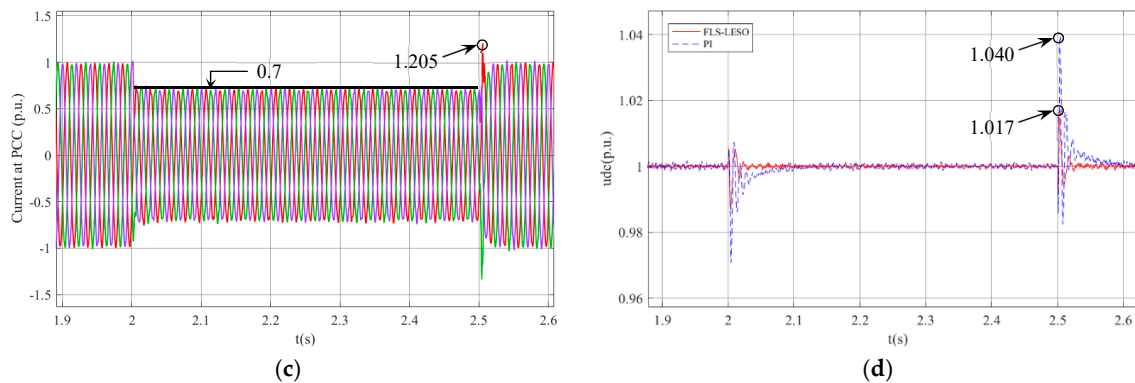 1.5
1
0.5
0
-0.5
-1
-1.5
Current at PCC (p.u.)
0.7
1.205
1.9 2 2.1 2.2 2.3 2.4 2.5 2.6
t(s)
(c)
1.04
1.02
1
0.98
0.96
udc(p.u.)
FLS-LESO
PI
1.040
1.017
1.9 2 2.1 2.2 2.3 2.4 2.5 2.6
t(s)
(d)